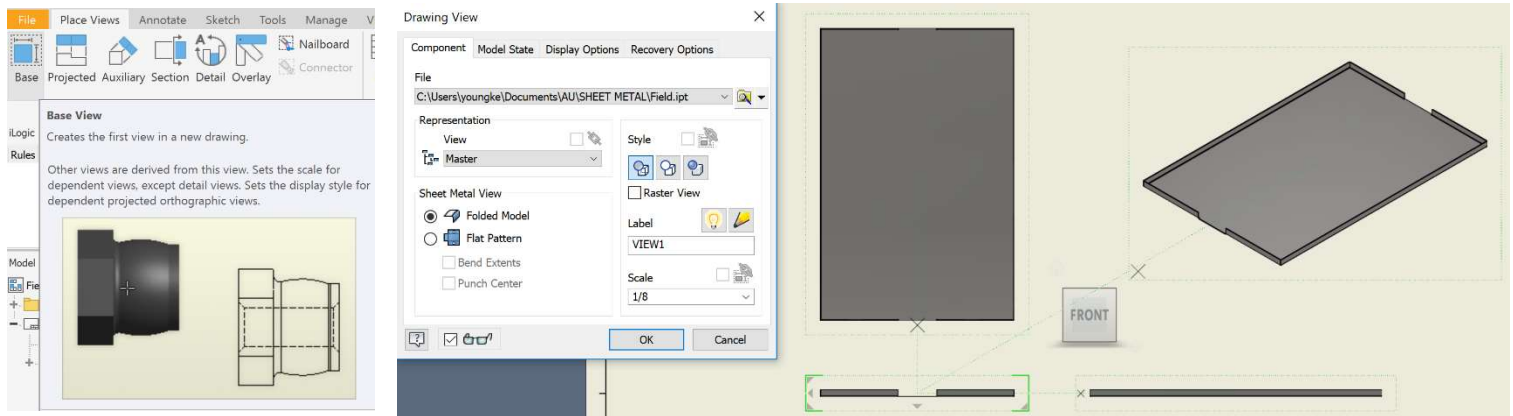 File Place Views Annotate Sketch Tools Manage V
Nailboard
Connector
Base Projected Auxiliary Section Detail Overlay
Base View
Creates the first view in a new drawing.
Other views are derived from this view. Sets the scale for
dependent views, except detail views. Sets the display style for
dependent projected orthographic views.
iLogic
Rules
Model
Fie
Drawing View
Component Model State Display Options Recovery Options
File
C:\Users\youngke\Documents\AU\SHEET METAL\Field.ipt
Representation
View
Master
Style
Raster View
Sheet Metal View
Folded Model
Flat Pattern
Bend Extents
Punch Center
Label
VIEW1
Scale
1/8
OK Cancel
FRONT